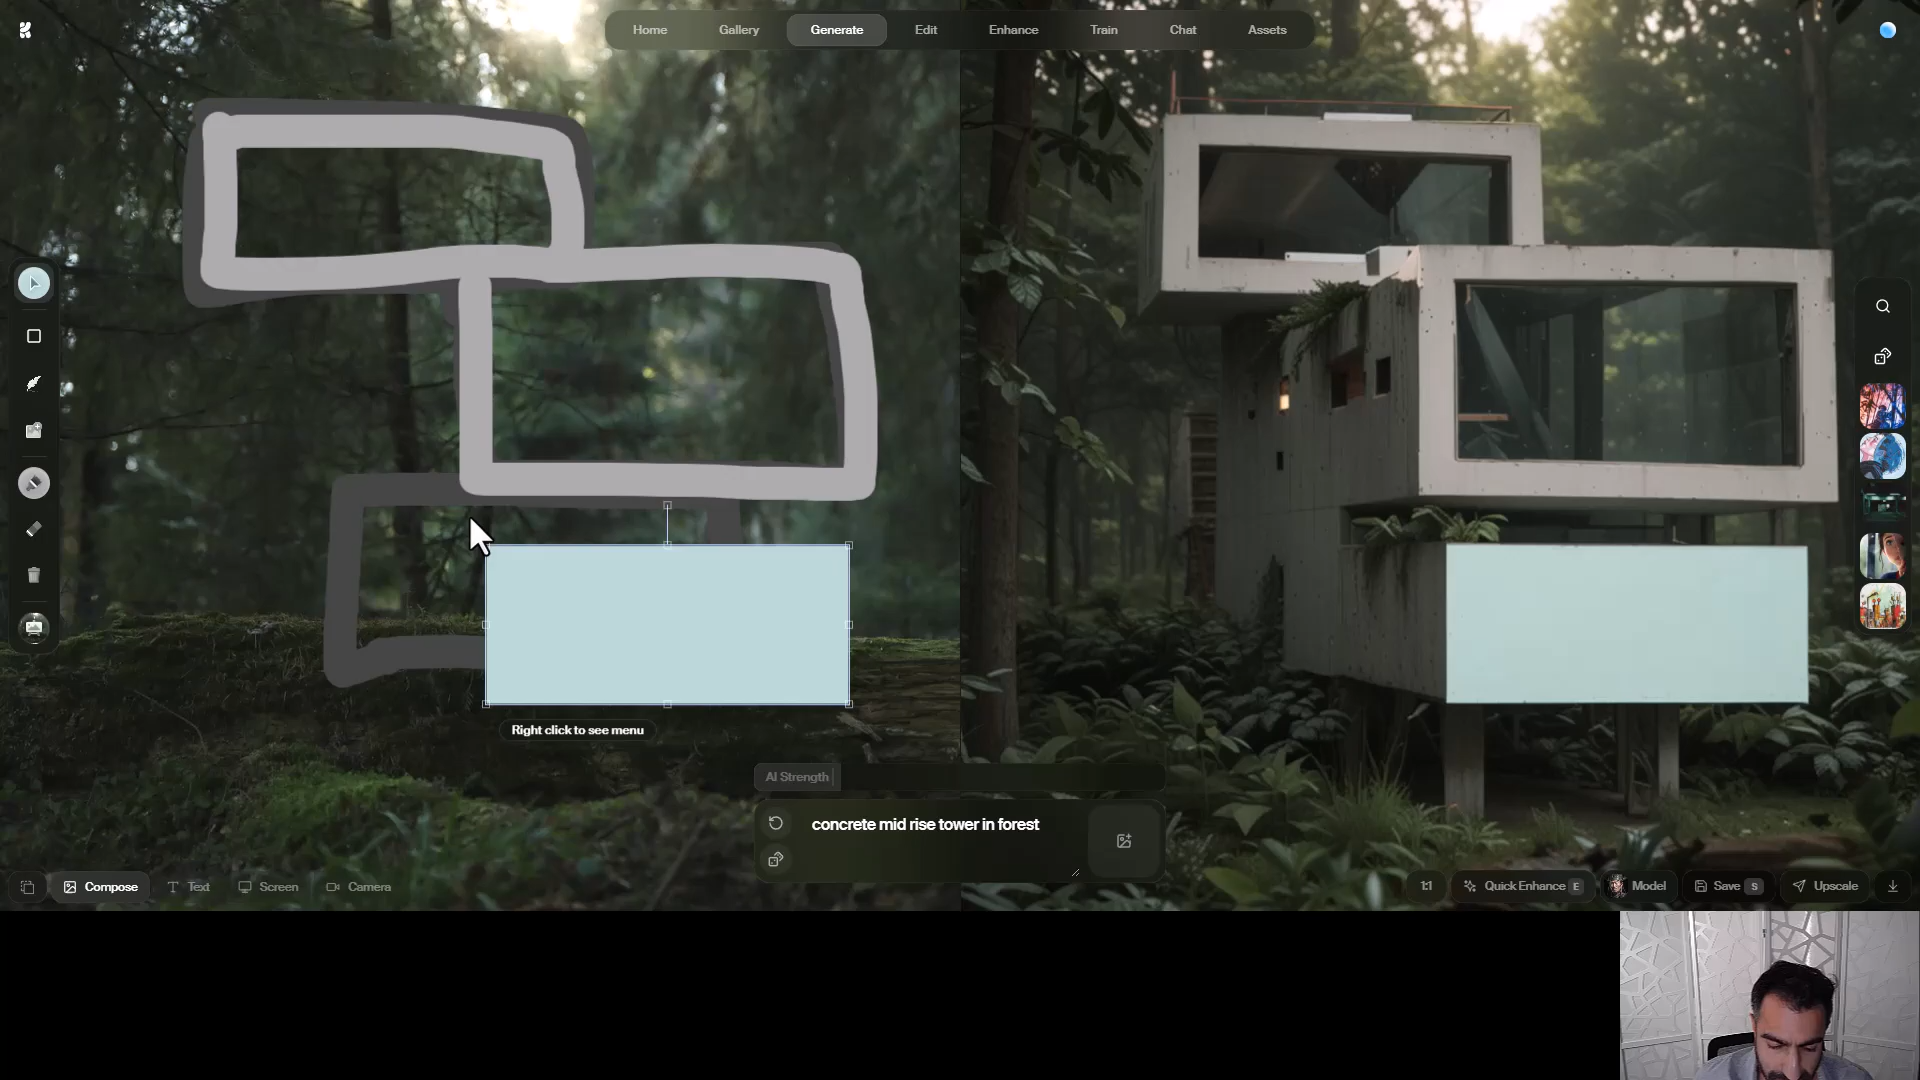 Home
Gallery
Generate
Edit
Enhance
Train
Chat
Assets
Right click to see menu
AI Strength
concrete mid rise tower in forest
Compose
Text
Screen
Camera
1:1
Quick Enhance E
Model
Save S
Upscale